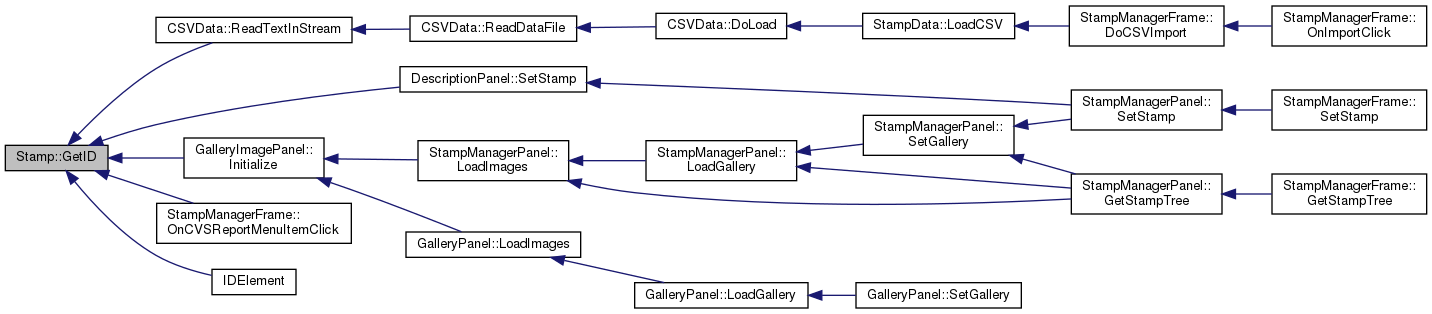 CSVData::ReadTextInStream
CSVData::ReadDataFile
CSVData::DoLoad
StampData::LoadCSV
StampManagerFrame::
DoCSVImport
StampManagerFrame::
OnImportClick
DescriptionPanel::SetStamp
StampManagerPanel::
SetStamp
StampManagerFrame::
SetStamp
Stamp::GetID
GalleryImagePanel::
Initialize
StampManagerPanel::
LoadImages
StampManagerPanel::
LoadGallery
StampManagerPanel::
SetGallery
StampManagerPanel::
GetStampTree
StampManagerFrame::
GetStampTree
StampManagerFrame::
OnCVSReportMenuItemClick
GalleryPanel::LoadImages
IDElement
GalleryPanel::LoadGallery
GalleryPanel::SetGallery